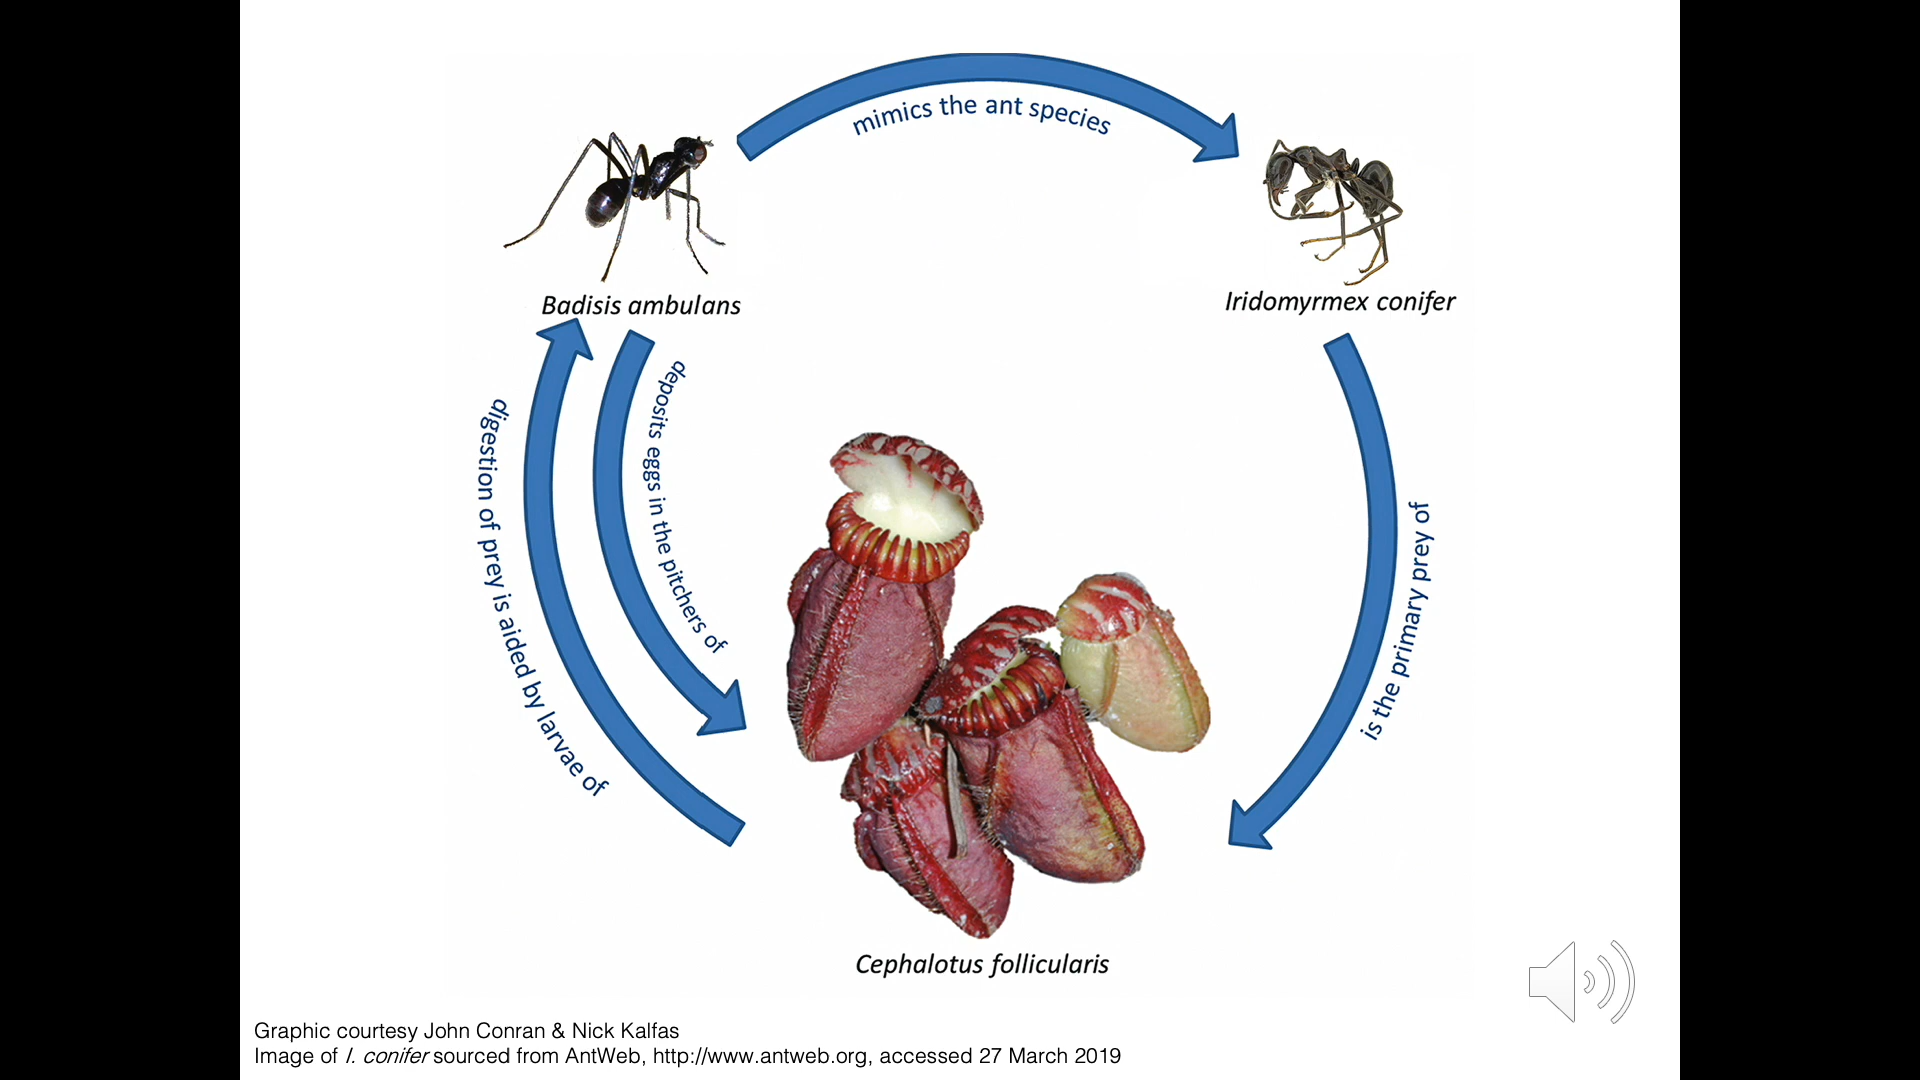 mimics the ant species
Badisis ambulans
Iridomyrmex conifer
deposits eggs in the pitchers of
digestion of prey is aided by larvae of
is the primary prey of
Cephalotus follicularis
Graphic courtesy John Conran & Nick Kalfas
Image of I. conifer sourced from AntWeb, http://www.antweb.org, accessed 27 March 2019